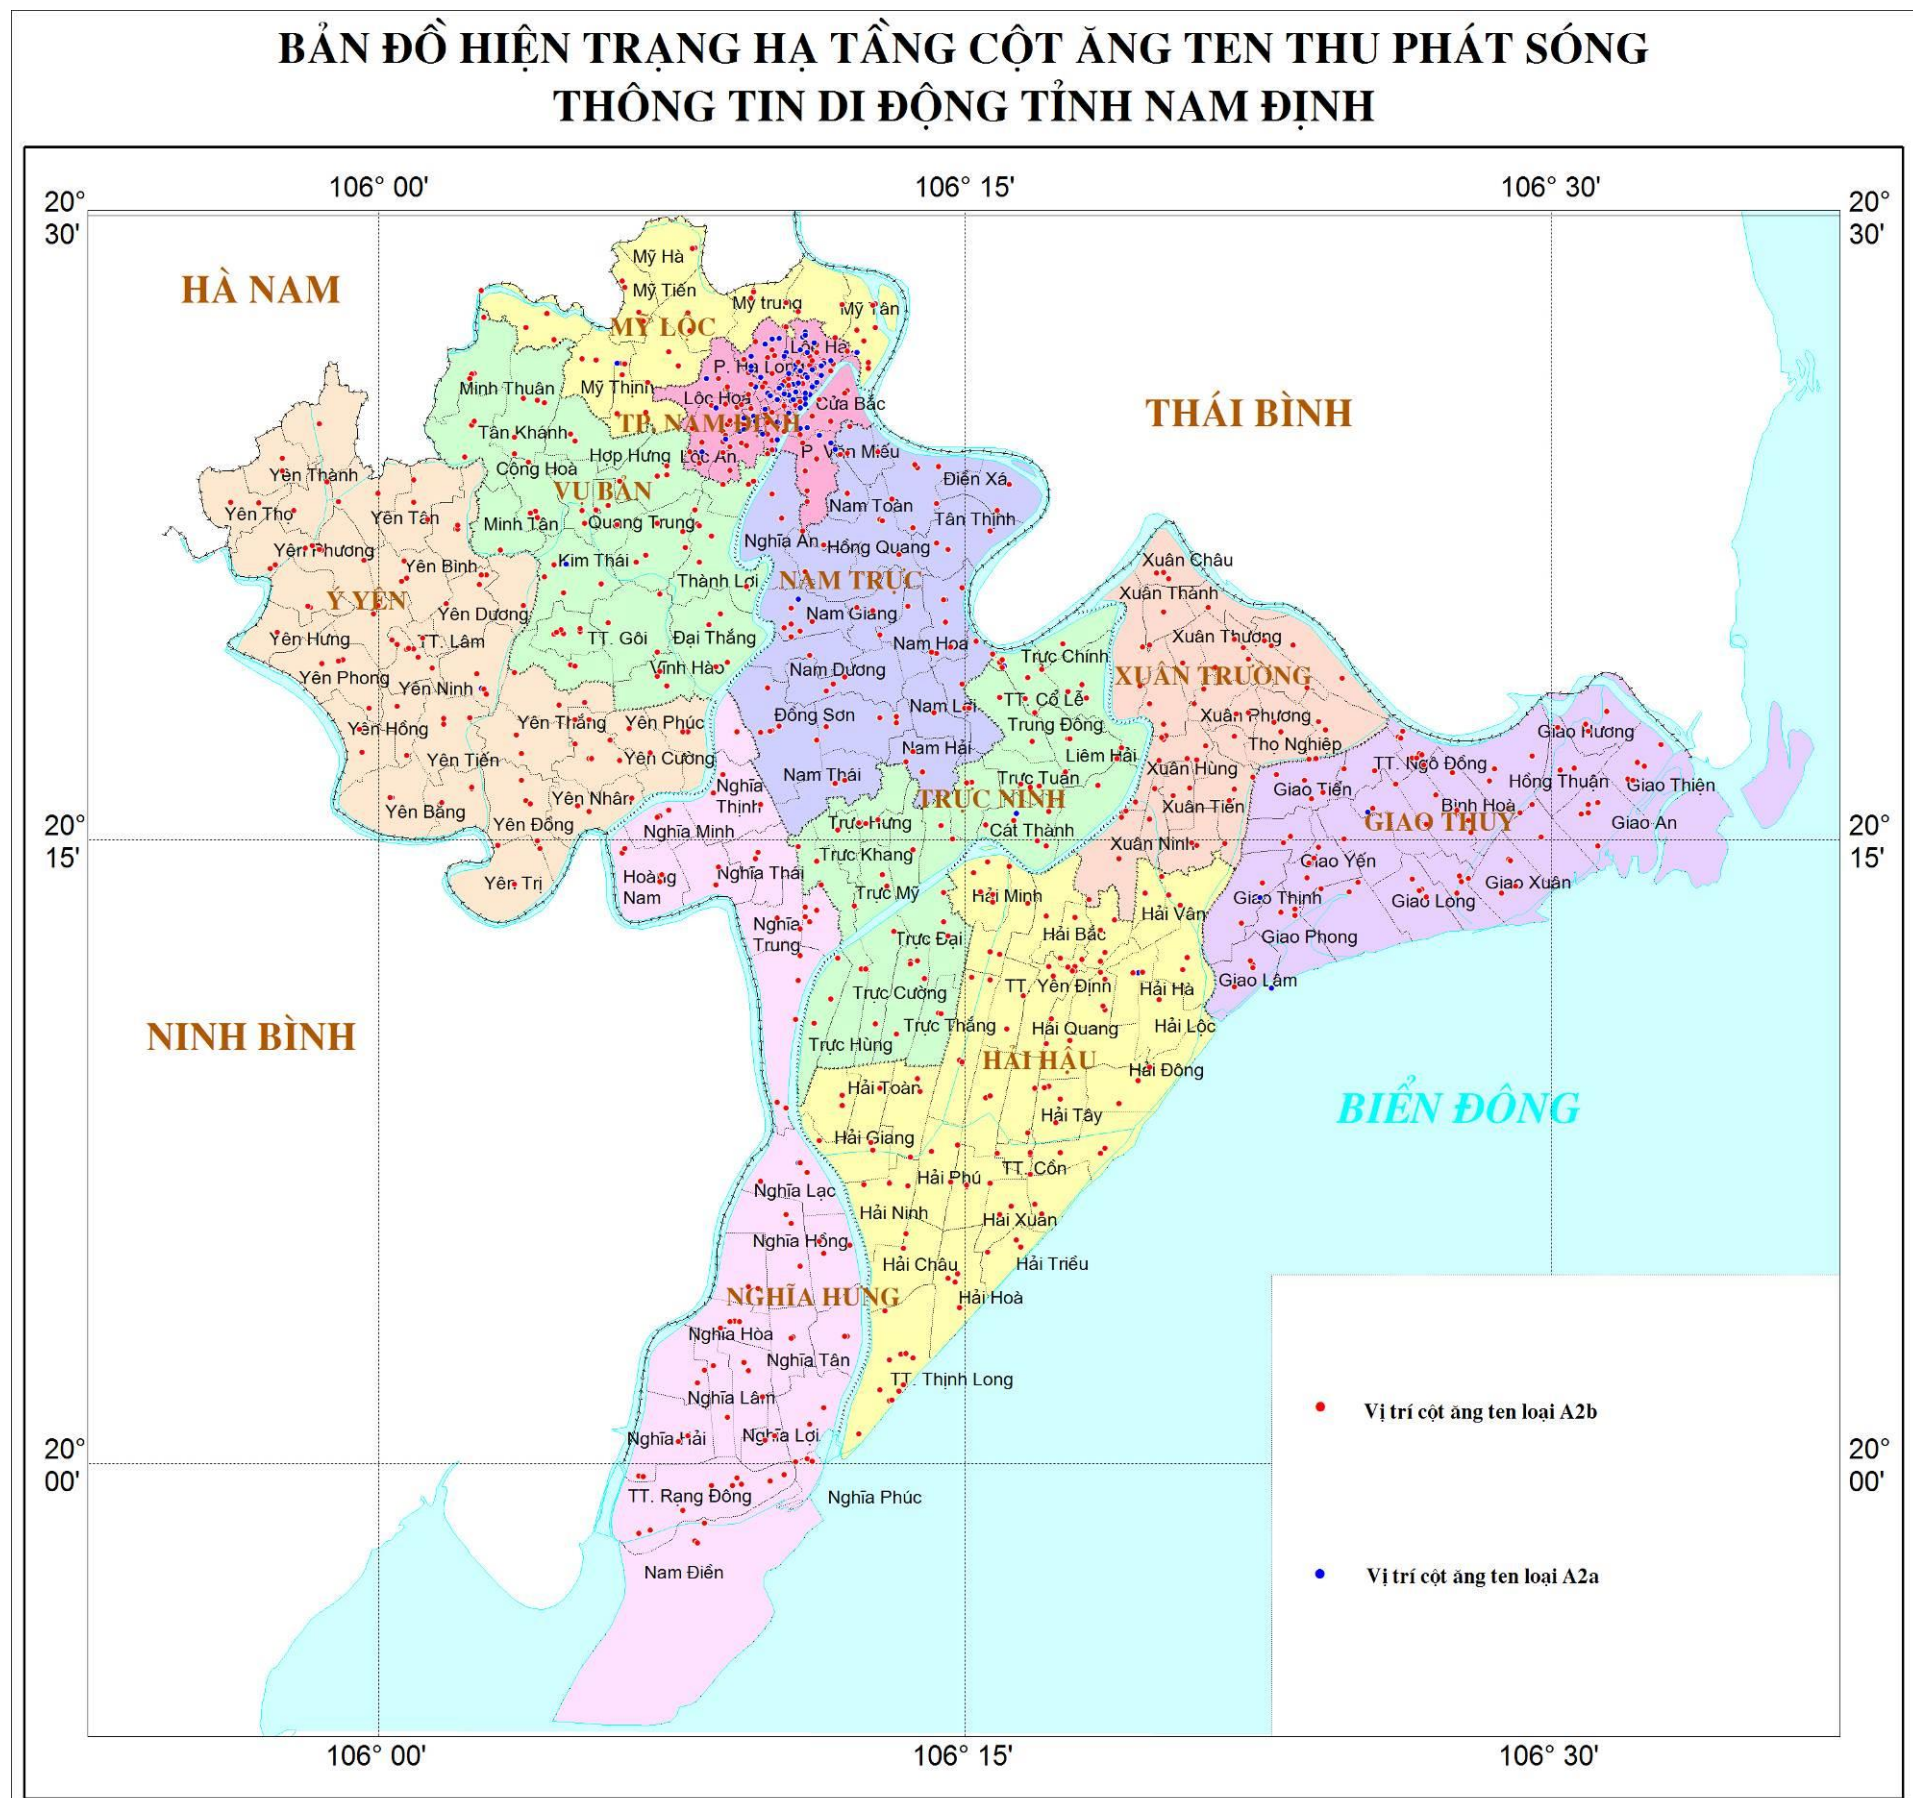 BẢN ĐỒ HIỆN TRẠNG HẠ TẦNG CỘT ĂNG TEN THU PHÁT SÓNG
THÔNG TIN DI ĐỘNG TỈNH NAM ĐỊNH
106° 00'
106° 15'
106° 30'
20°
30'
20°
30'
HÀ NAM
Mỹ Hà
Mỹ Tiến
Mỹ trung
Mỹ Tân
MỸ LỘC
Lộc Hạ
P. Hạ Long
Minh Thuân
Mỹ Thịnh
Lộc Hoà
Cửa Bắc
THÁI BÌNH
TP. NAM ĐỊNH
Tân Khánh
Hợp Hưng
Lộc An
P. Văn Miếu
Cộng Hoà
Yên Thành
Điền Xá
VỤ BẢN
Nam Toàn
Yên Thọ
Yên Tân
Minh Tân
Quang Trung
Tân Thịnh
Nghĩa An
Hồng Quang
Yên Phương
Yên Bình
Kim Thái
Xuân Châu
Thành Lợi
NAM TRỰC
Xuân Thành
Ý YÊN
Yên Dương
Nam Giang
Yên Hưng
TT. Lâm
TT. Gôi
Đại Thắng
Nam Hoa
Xuân Thượng
Trực Chính
Vĩnh Hào
Nam Dương
XUÂN TRƯỜNG
Yên Phong
Yên Ninh
TT. Cổ Lễ
Nam Lợi
Đồng Sơn
Xuân Phương
Yên Hồng
Yên Thắng
Yên Phúc
Trung Đông
Giao Hương
Thọ Nghiệp
Nam Hải
Liêm Hải
Yên Tiến
Yên Cường
TT. Ngô Đồng
Xuân Hùng
Nam Thái
Trực Tuấn
Hồng Thuận
Giao Thiện
Nghĩa
Thịnh
Giao Tiến
Yên Nhân
TRỰC NINH
Xuân Tiến
Bình Hoà
Yên Bằng
Yên Đồng
Nghĩa Minh
Trực Hưng
Cát Thành
GIAO THUỶ
Giao An
20°
15'
20°
15'
Xuân Ninh
Trực Khang
Giao Yến
Hoàng
Nam
Nghĩa Thái
Yên Trị
Trực Mỹ
Hải Minh
Giao Xuân
Giao Thịnh
Giao Long
Hải Vân
Nghĩa
Trung
Trực Đại
Hải Bắc
Giao Phong
Giao Lâm
TT. Yên Định
Hải Hà
Trực Cường
NINH BÌNH
Trực Thắng
Hải Quang
Hải Lộc
Trực Hùng
HẢI HẬU
Hải Đông
Hải Toàn
BIỂN ĐÔNG
Hải Tây
Hải Giang
TT. Cồn
Hải Phú
Nghĩa Lạc
Hải Ninh
Hải Xuân
Nghĩa Hồng
Hải Châu
Hải Triều
NGHĨA HƯNG
Hải Hoà
Nghĩa Hòa
Nghĩa Tân
TT. Thịnh Long
Nghĩa Lâm
Vị trí cột ăng ten loại A2b
Nghĩa Hải
Nghĩa Lợi
20°
00'
20°
00'
TT. Rạng Đông
Nghĩa Phúc
Nam Điền
Vị trí cột ăng ten loại A2a
106° 00'
106° 15'
106° 30'